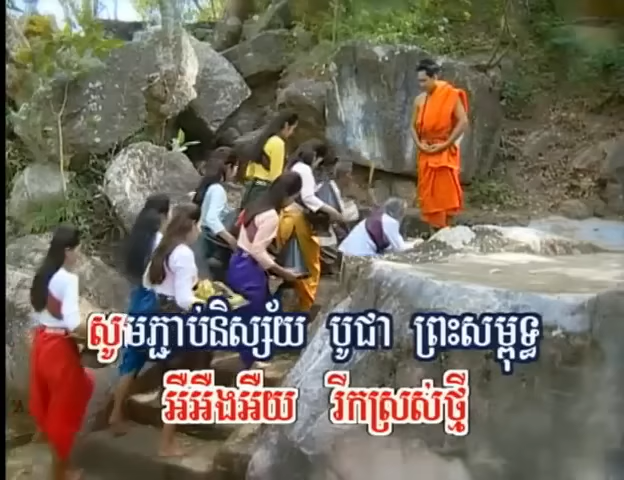 សូមភ្ជាប់និស្ស័យ បូជា ព្រះសម្ពុទ្ធ
អឺអឺងអឺយ រីកស្រស់ថ្មី